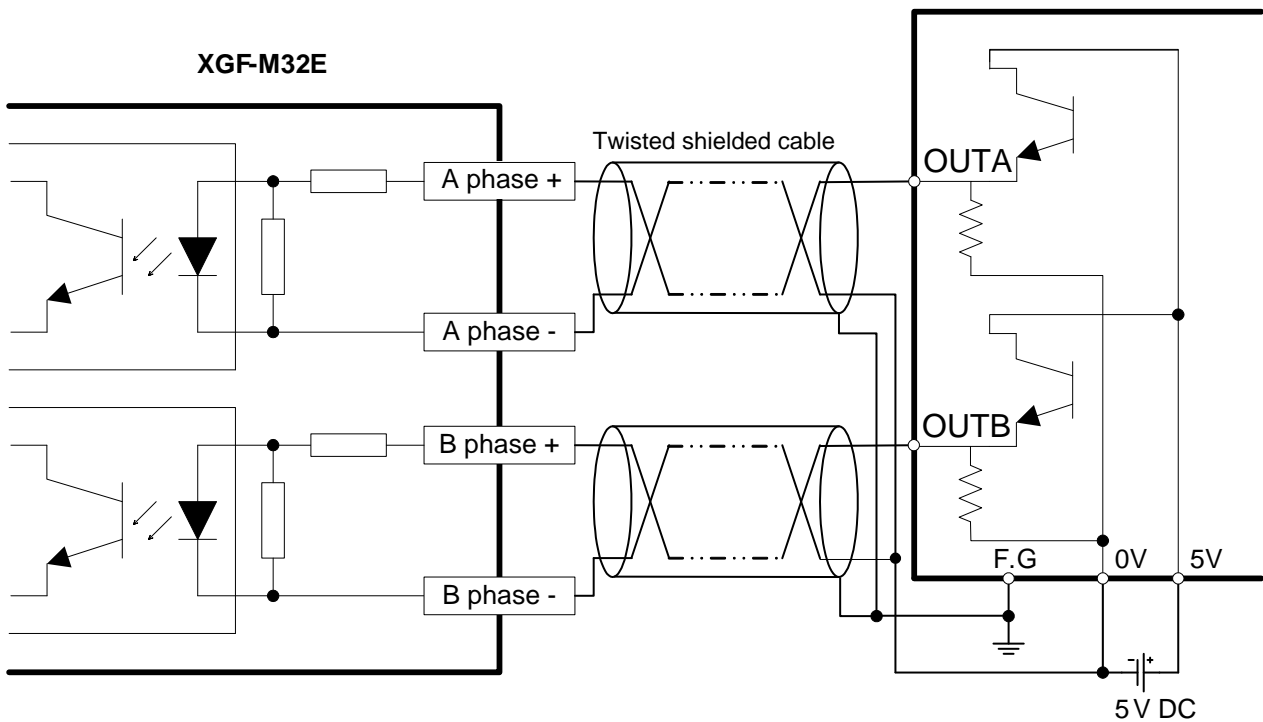 XGF-M32E
Twisted shielded cable
A phase +
OUTA
A phase -
B phase +
OUTB
B phase -
F.G
0V
5V
- +
5V DC